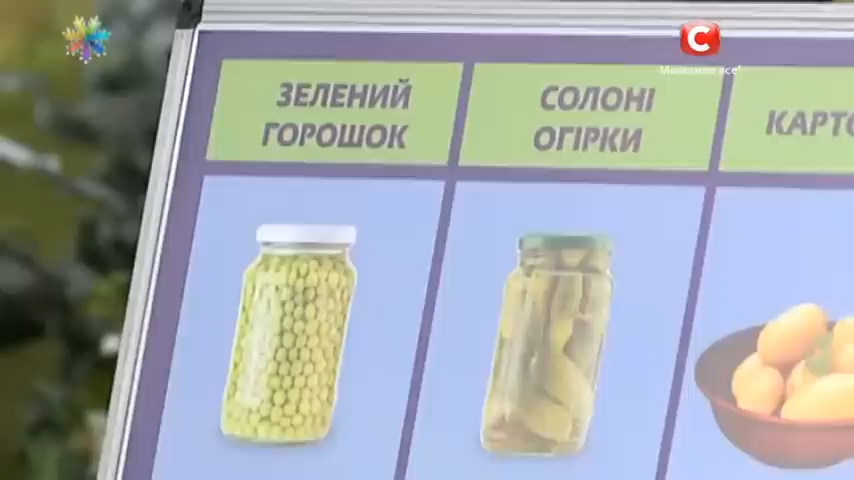 С
ЗЕЛЕНИЙ
ГОРОШОК
СОЛОНІ
ОГІРКИ
КАРТО